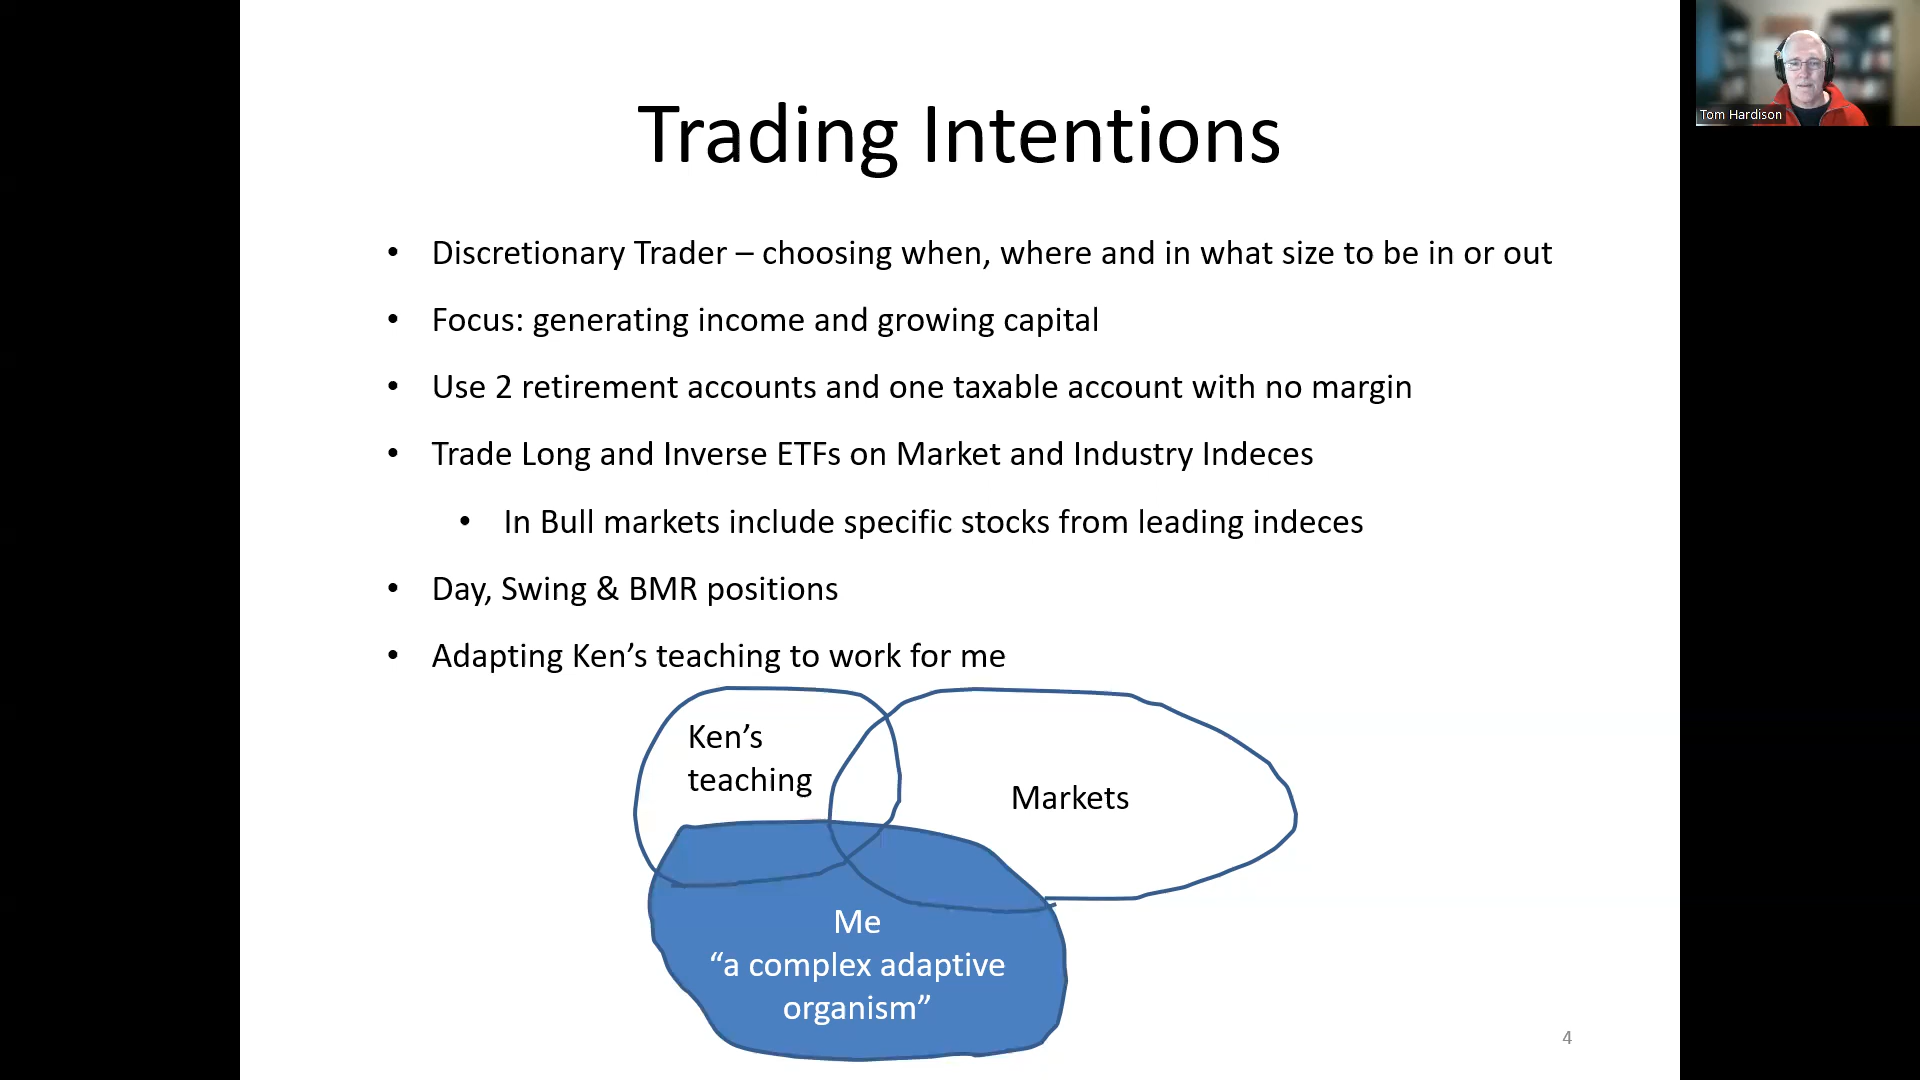 Trading Intentions
• Discretionary Trader – choosing when, where and in what size to be in or out
• Focus: generating income and growing capital
• Use 2 retirement accounts and one taxable account with no margin
• Trade Long and Inverse ETFs on Market and Industry Indeces
• In Bull markets include specific stocks from leading indeces
• Day, Swing & BMR positions
• Adapting Ken’s teaching to work for me
Ken’s
teaching
Markets
Me
“a complex adaptive
organism”
4
Tom Hardison